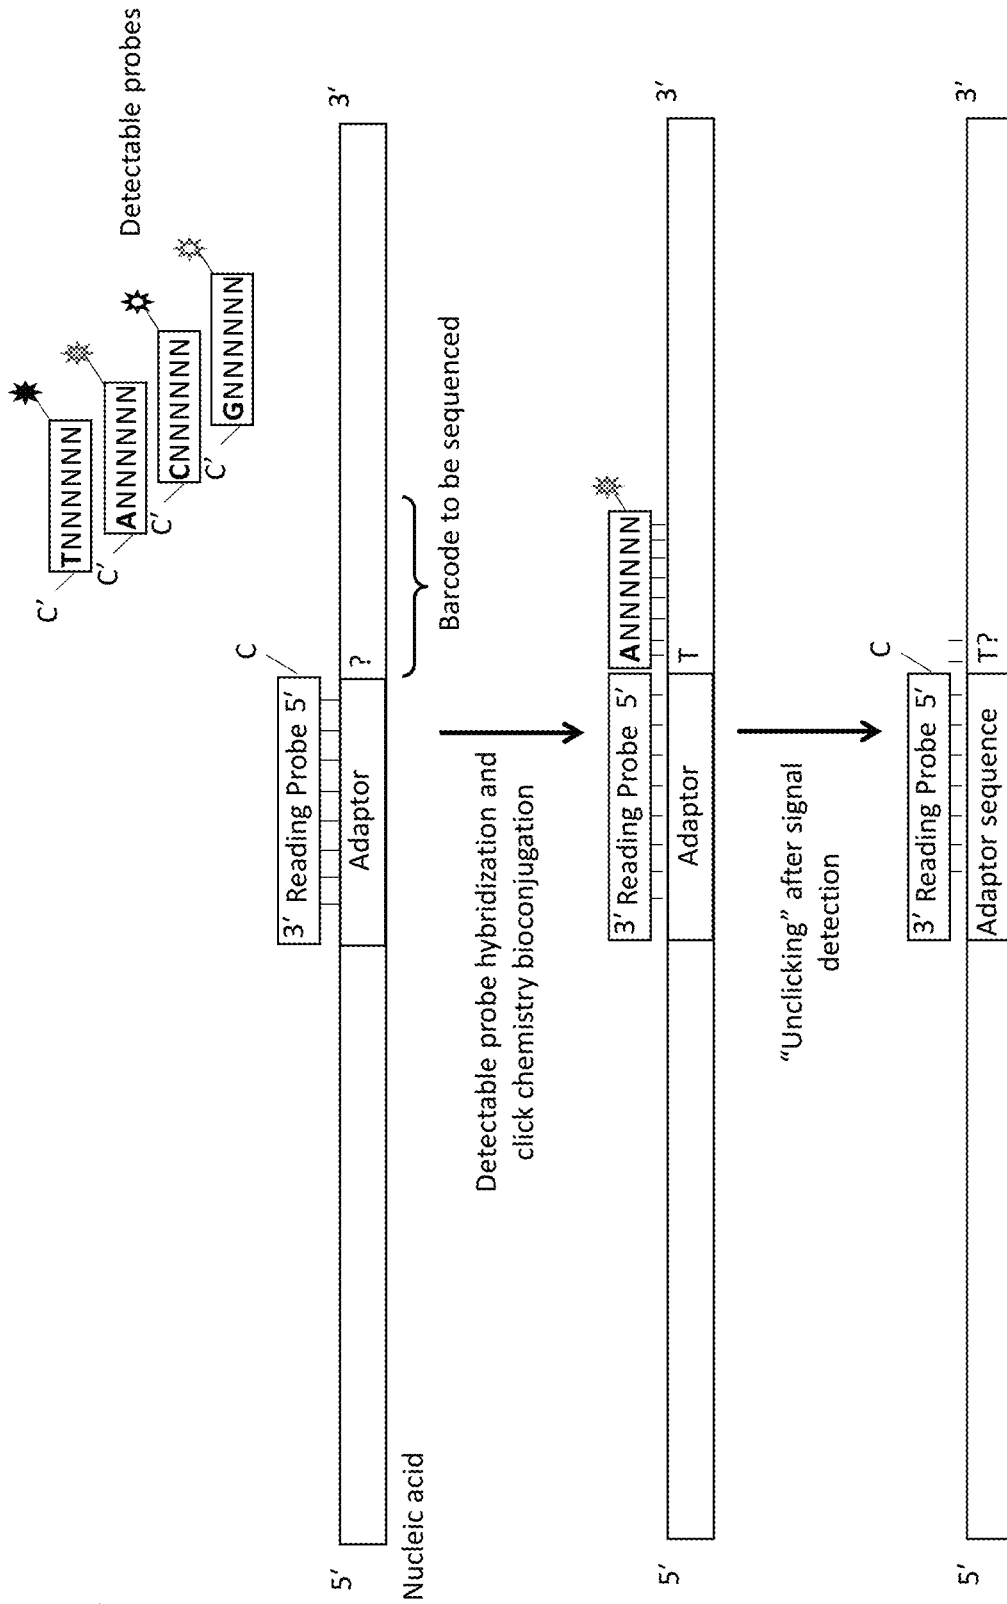 Detectable probes
C'
TNNNNNN
C'
ANNNNNN
C'
CNNNNNN
C'
GNNNNNN
C
3' Reading Probe 5'
5'
Adaptor
?
3'
Nucleic acid
Barcode to be sequenced
Detectable probe hybridization and
click chemistry bioconjugation
3' Reading Probe 5'
ANNNNNN
5'
Adaptor
T
3'
"Unclicking" after signal
detection
C
3' Reading Probe 5'
5'
Adaptor sequence
T?
3'